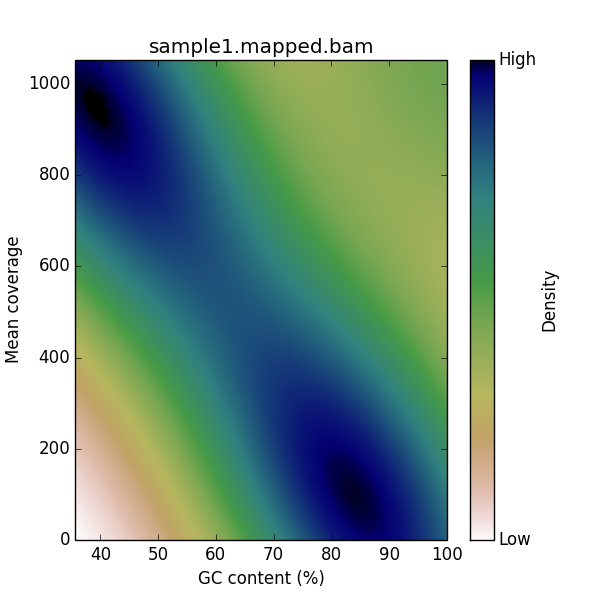 sample1.mapped.bam
High
1000
800
600
400
200
0
Mean coverage
Density
Low
40 50 60 70 80 90 100
GC content (%)